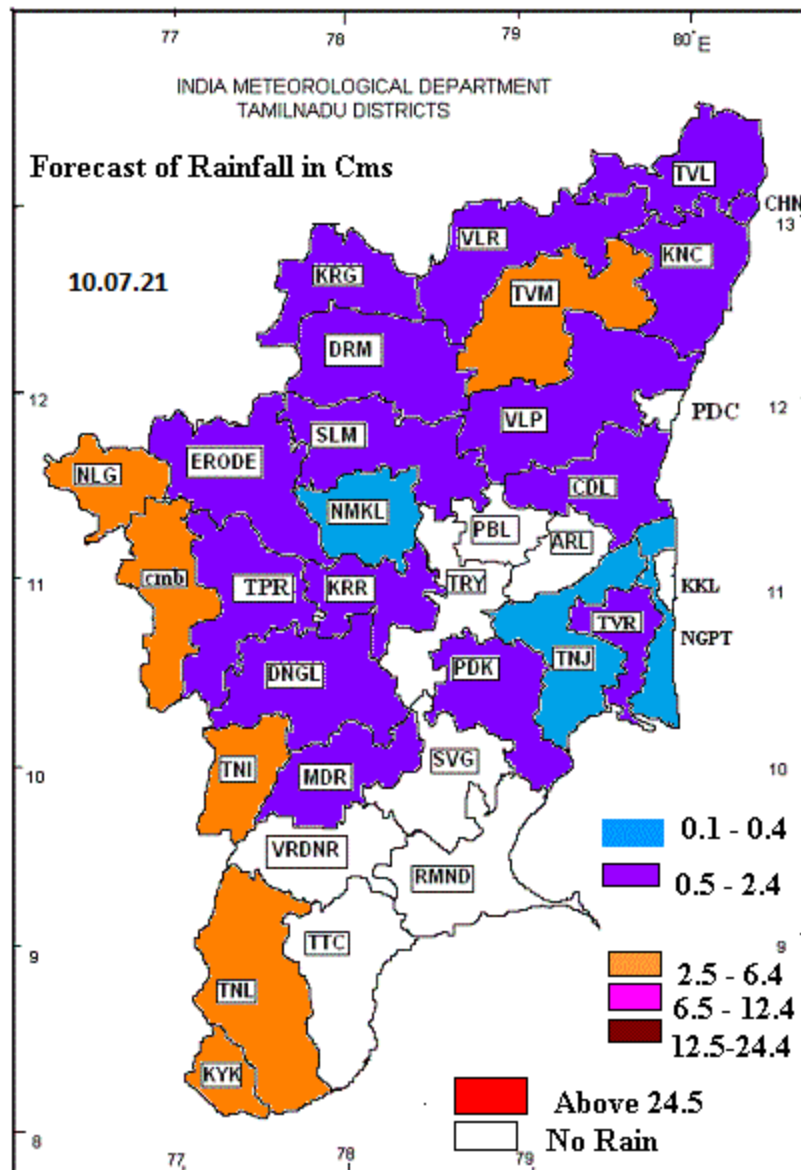 77 78 79 80°E
INDIA METEOROLOGICAL DEPARTMENT
TAMILNADU DISTRICTS
Forecast of Rainfall in Cms
TVL
CHN
13
VLR
KNC
KRG
10.07.21
TVM
DRM
12
VLP
PDC
12
SLM
ERODE
NLG
CDL
NMKL
PBL
ARL
11
cmb
TPR
KRR
TRY
KKL
11
TVR
NGPT
TNJ
DNGL
PDK
10
TNI
MDR
SVG
10
0.1 - 0.4
VRDNR
RMND
0.5 - 2.4
9
TTC
9
2.5 - 6.4
TNL
6.5 - 12.4
12.5-24.4
KYK
Above 24.5
8
No Rain
77 78 79